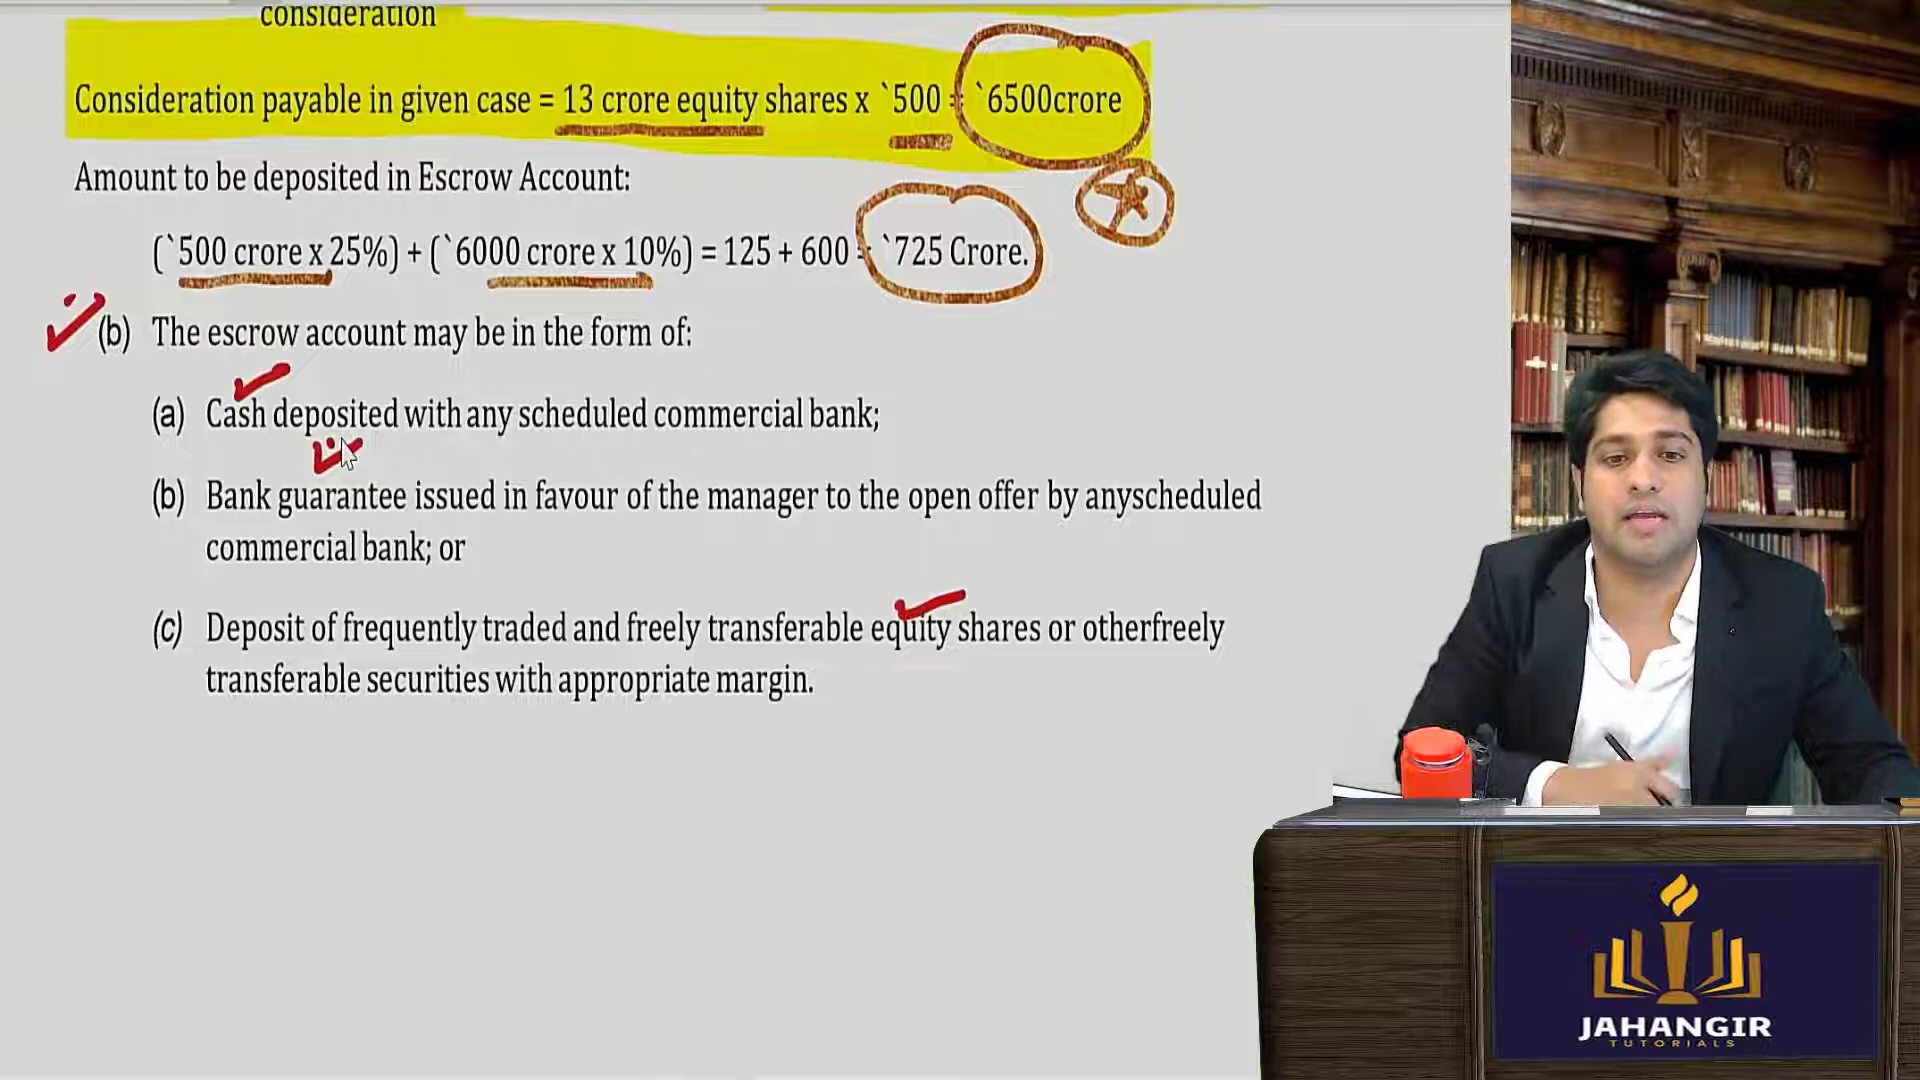 consideration
Consideration payable in given case = 13 crore equity shares x `500 = `6500crore
Amount to be deposited in Escrow Account:
(`500 crore x 25%) + (`6000 crore x 10%) = 125 + 600 = `725 Crore.
(b) The escrow account may be in the form of:
(a) Cash deposited with any scheduled commercial bank;
(b) Bank guarantee issued in favour of the manager to the open offer by anyscheduled
commercial bank; or
(c) Deposit of frequently traded and freely transferable equity shares or otherfreely
transferable securities with appropriate margin.
JAHANGIR
TUTORIALS